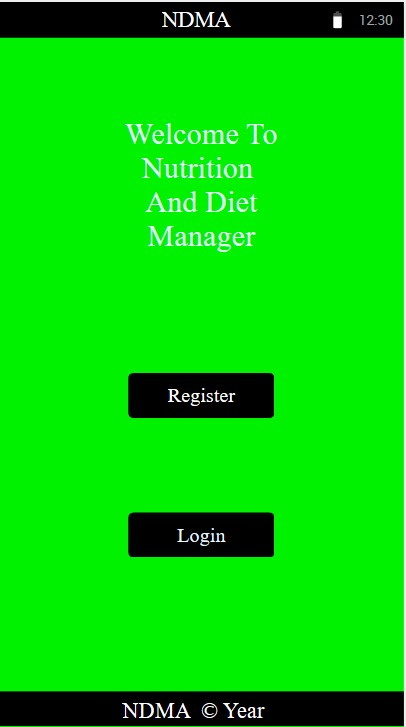 NDMA 12:30
Welcome To
Nutrition
And Diet
Manager
Register
Login
NDMA © Year